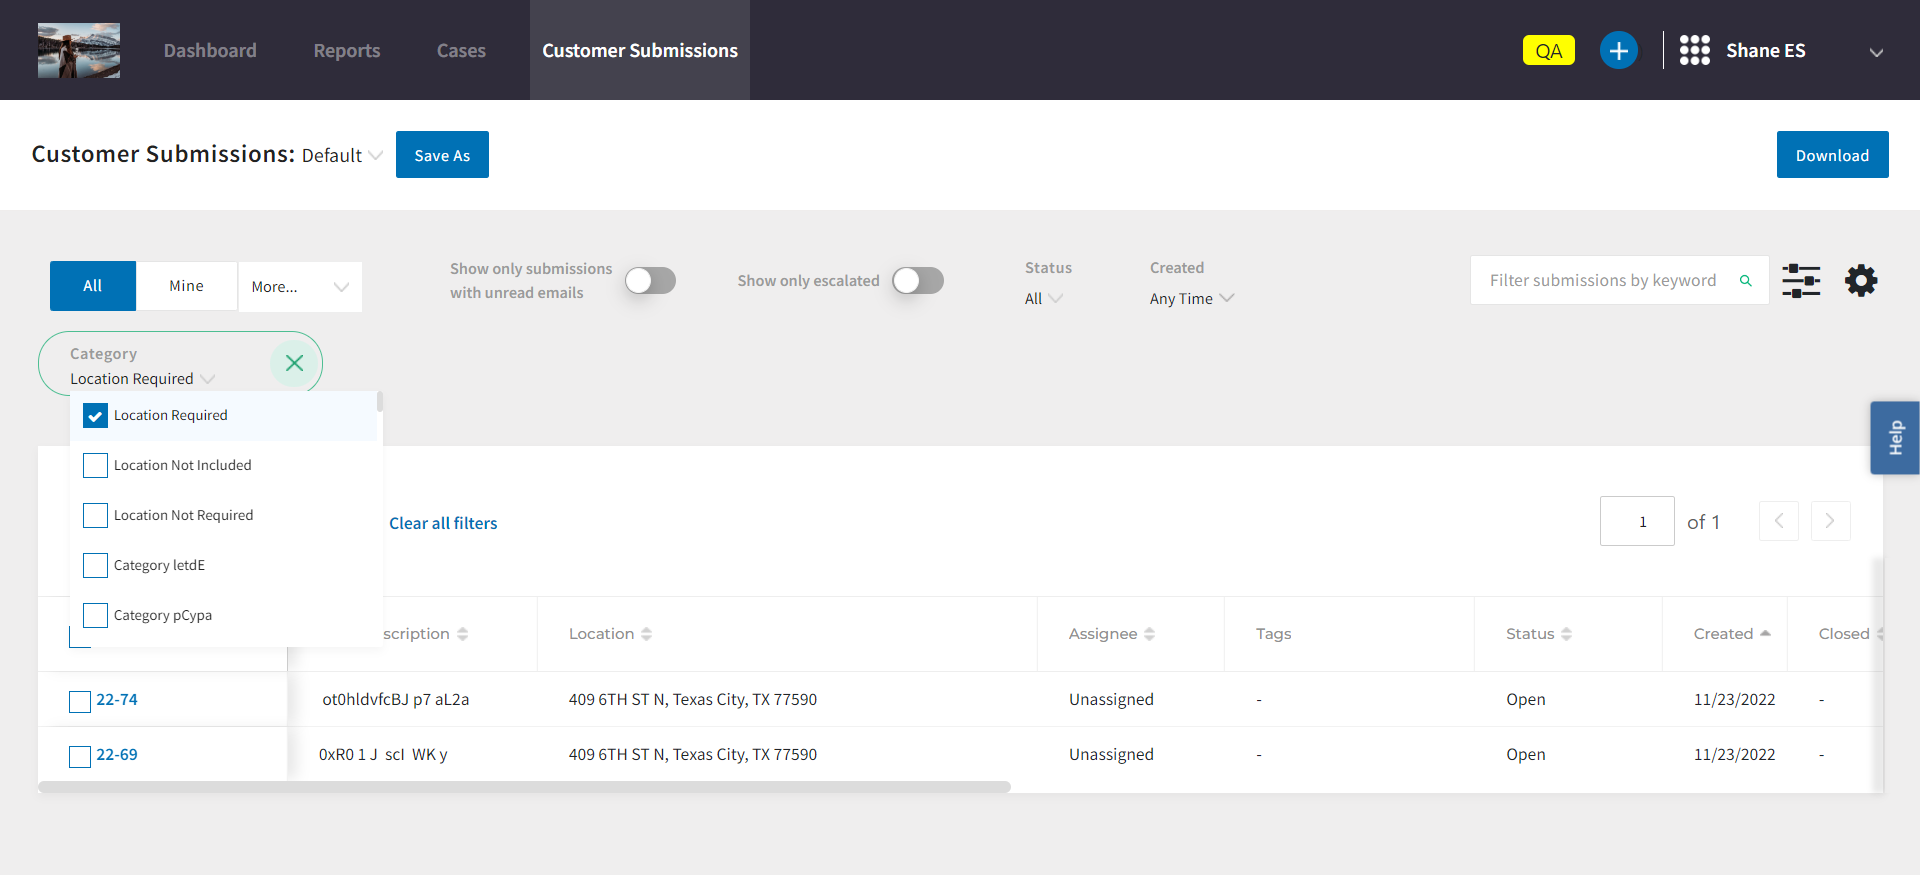 Dashboard
Reports
Cases
Customer Submissions
QA
Shane ES
Customer Submissions: Default
Save As
Download
All
Mine
More...
Show only submissions
with unread emails
Show only escalated
Status
All
Created
Any Time
Filter submissions by keyword
Category
Location Required
Location Required
Location Not Included
Location Not Required
Category letdE
Category pCypa
Help
Clear all filters
1
of 1
scription
Location
Assignee
Tags
Status
Created
Closed
22-74
ot0hldvfcBJ p7 aL2a
409 6TH ST N, Texas City, TX 77590
Unassigned
-
Open
11/23/2022
-
22-69
0xR0 1 J scI WK y
409 6TH ST N, Texas City, TX 77590
Unassigned
-
Open
11/23/2022
-